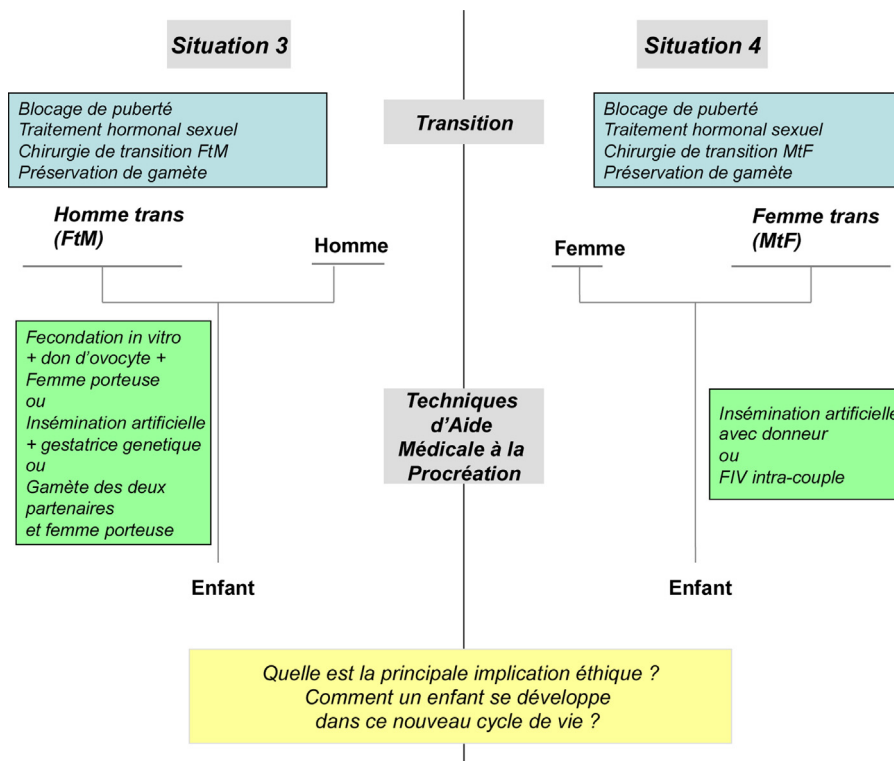 Situation 3
Situation 4
Blocage de puberté
Traitement hormonal sexuel
Chirurgie de transition FtM
Préservation de gamète
Transition
Blocage de puberté
Traitement hormonal sexuel
Chirurgie de transition MtF
Préservation de gamète
Homme trans
(FtM)
Homme
Femme
Femme trans
(MtF)
Fecondation in vitro
+ don d'ovocyte +
Femme porteuse
ou
Insémination artificielle
+ gestatrice genetique
ou
Gamète des deux
partenaires
et femme porteuse
Techniques
d'Aide
Médicale à la
Procréation
Insémination artificielle
avec donneur
ou
FIV intra-couple
Enfant
Enfant
Quelle est la principale implication éthique ?
Comment un enfant se développe
dans ce nouveau cycle de vie ?